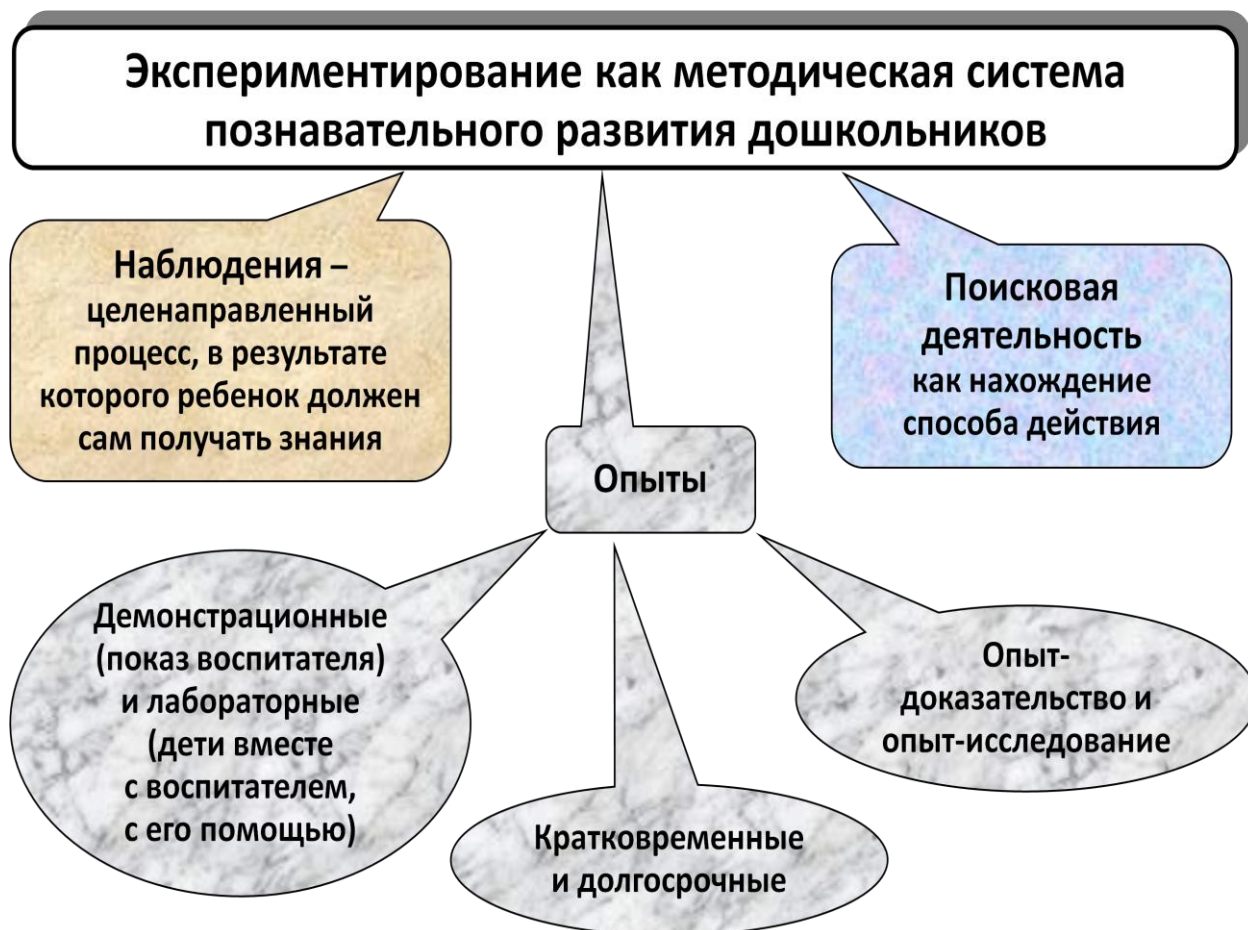 Экспериментирование как методическая система
познавательного развития дошкольников
Наблюдения –
целенаправленный
процесс, в результате
которого ребенок должен
сам получать знания
Поисковая
деятельность
как нахождение
способа действия
Опыты
Демонстрационные
(показ воспитателя)
и лабораторные
(дети вместе
с воспитателем,
с его помощью)
Кратковременные
и долгосрочные
Опыт-
доказательство и
опыт-исследование